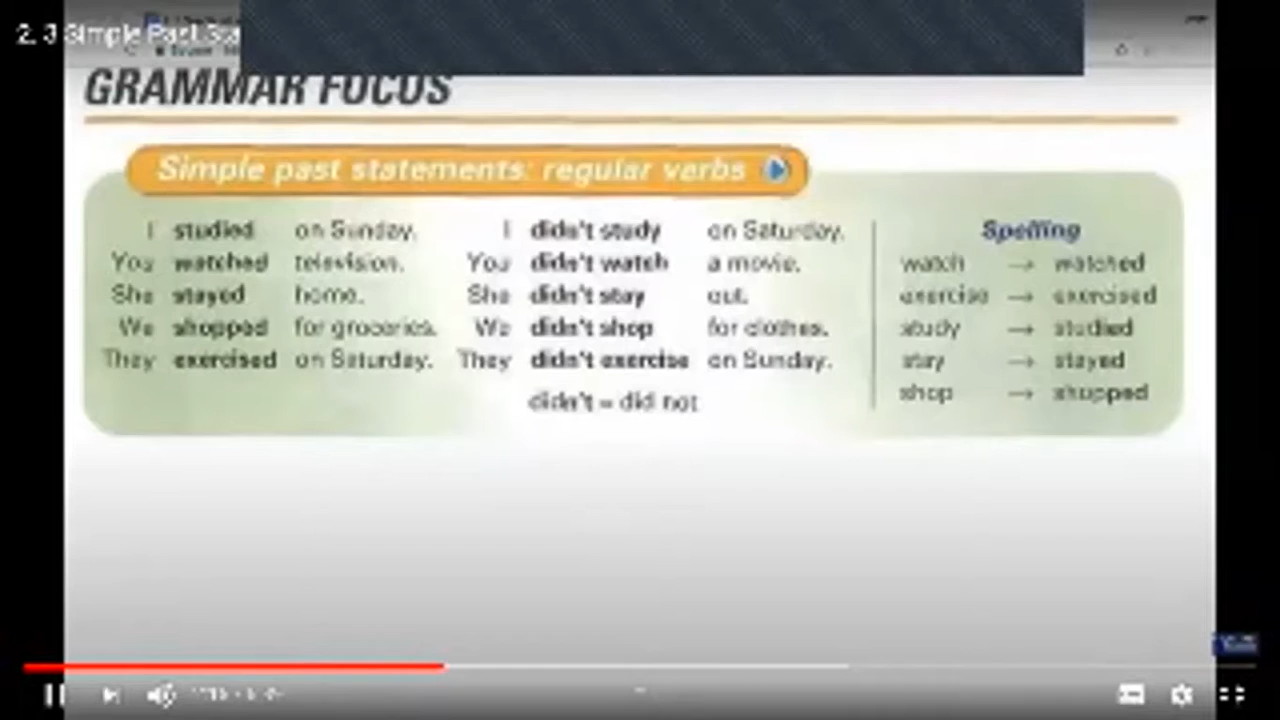 2. 3 Simple Past Sta
GRAMMAR FOCUS
Simple past statements: regular verbs
I studied on Sunday. I didn't study on Saturday. Spelling
You watched television. You didn't watch a movie. watch → watched
She stayed home. She didn't stay out. exercise → exercised
We shopped for groceries. We didn't shop for clothes. study → studied
They exercised on Saturday. They didn't exercise on Sunday. stay → stayed
didn't = did not shop → shopped